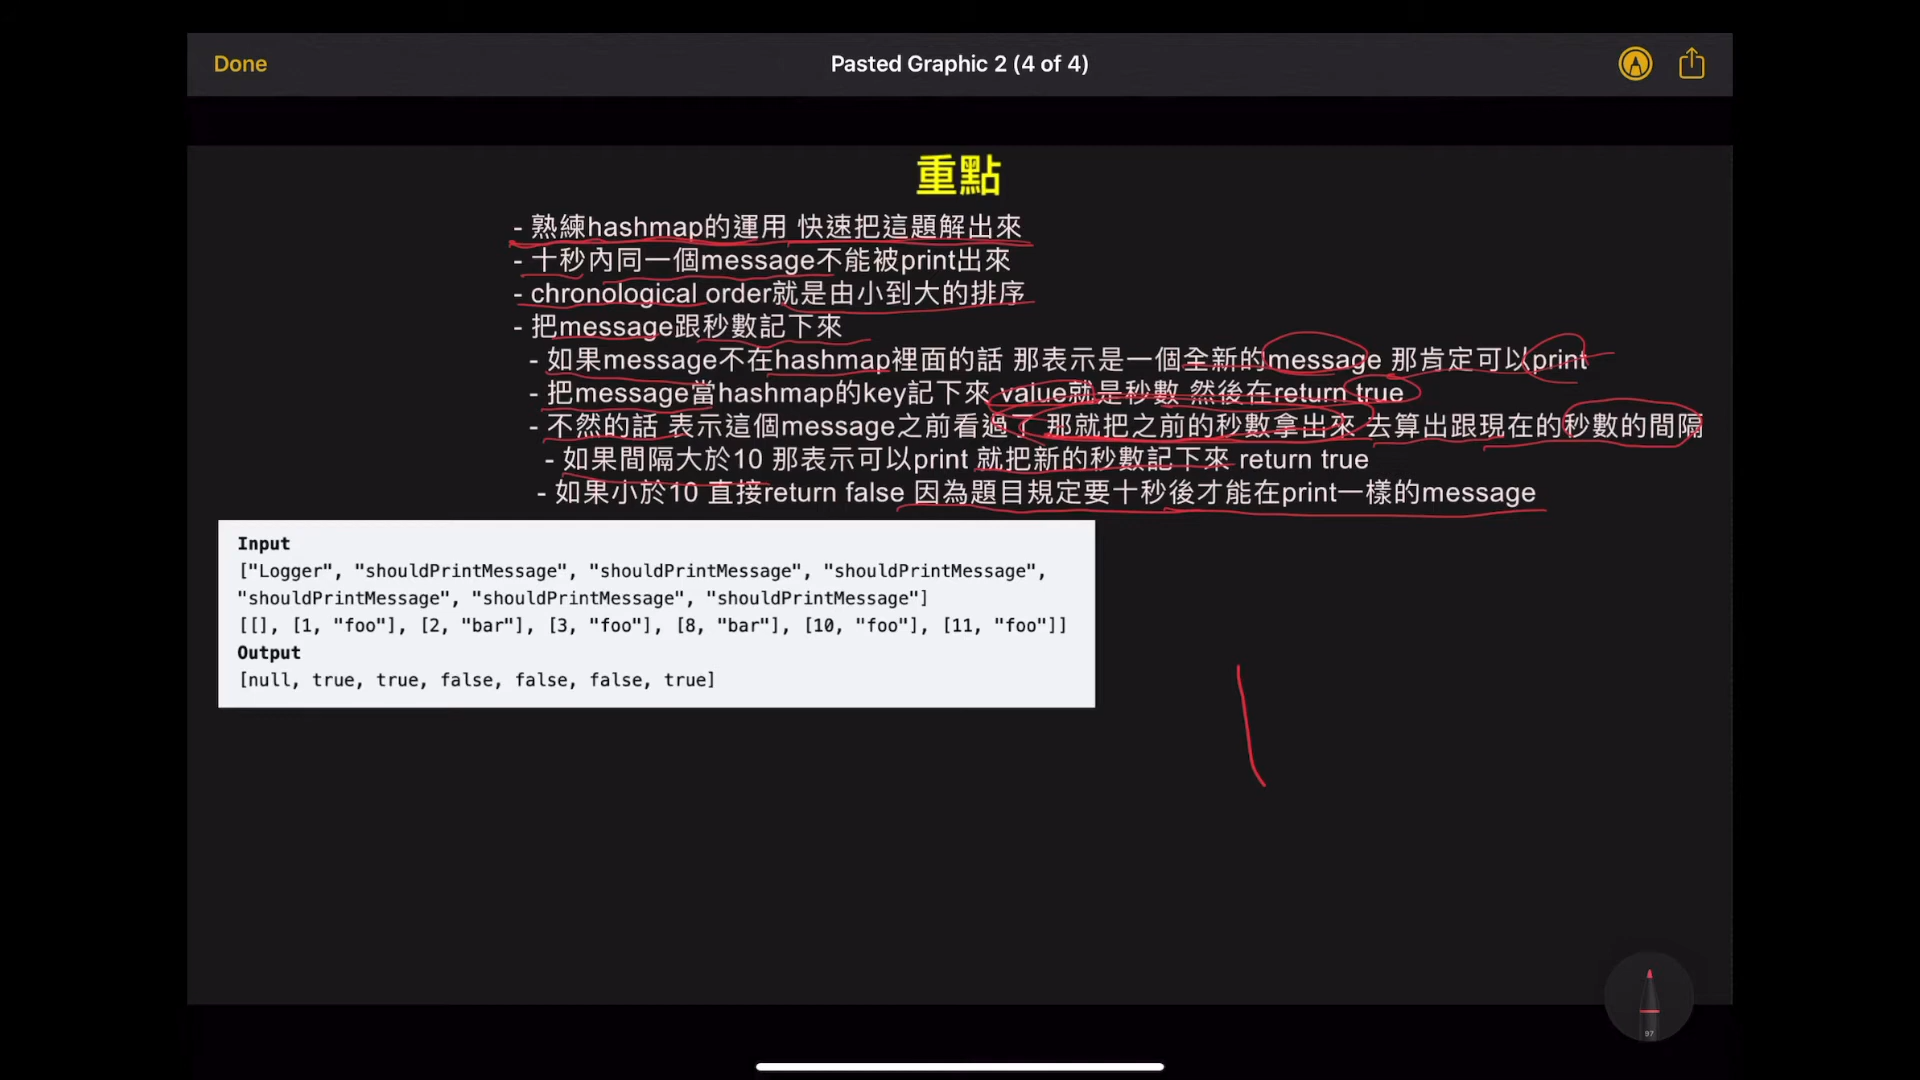 Done
Pasted Graphic 2 (4 of 4)
重點
- 熟練hashmap的運用 快速把這題解出來
- 十秒內同一個message不能被print出來
- chronological order就是由小到大的排序
- 把message跟秒數記下來
- 如果message不在hashmap裡面的話 那表示是一個全新的message 那肯定可以print
- 把message當hashmap的key記下來 value就是秒數 然後在return true
- 不然的話 表示這個message之前看過了 那就把之前的秒數拿出來 去算出跟現在的秒數的間隔
- 如果間隔大於10 那表示可以print 就把新的秒數記下來 return true
- 如果小於10 直接return false 因為題目規定要十秒後才能在print一樣的message
Input
["Logger", "shouldPrintMessage", "shouldPrintMessage", "shouldPrintMessage",
"shouldPrintMessage", "shouldPrintMessage", "shouldPrintMessage"]
[[], [1, "foo"], [2, "bar"], [3, "foo"], [8, "bar"], [10, "foo"], [11, "foo"]]
Output
[null, true, true, false, false, false, true]
97